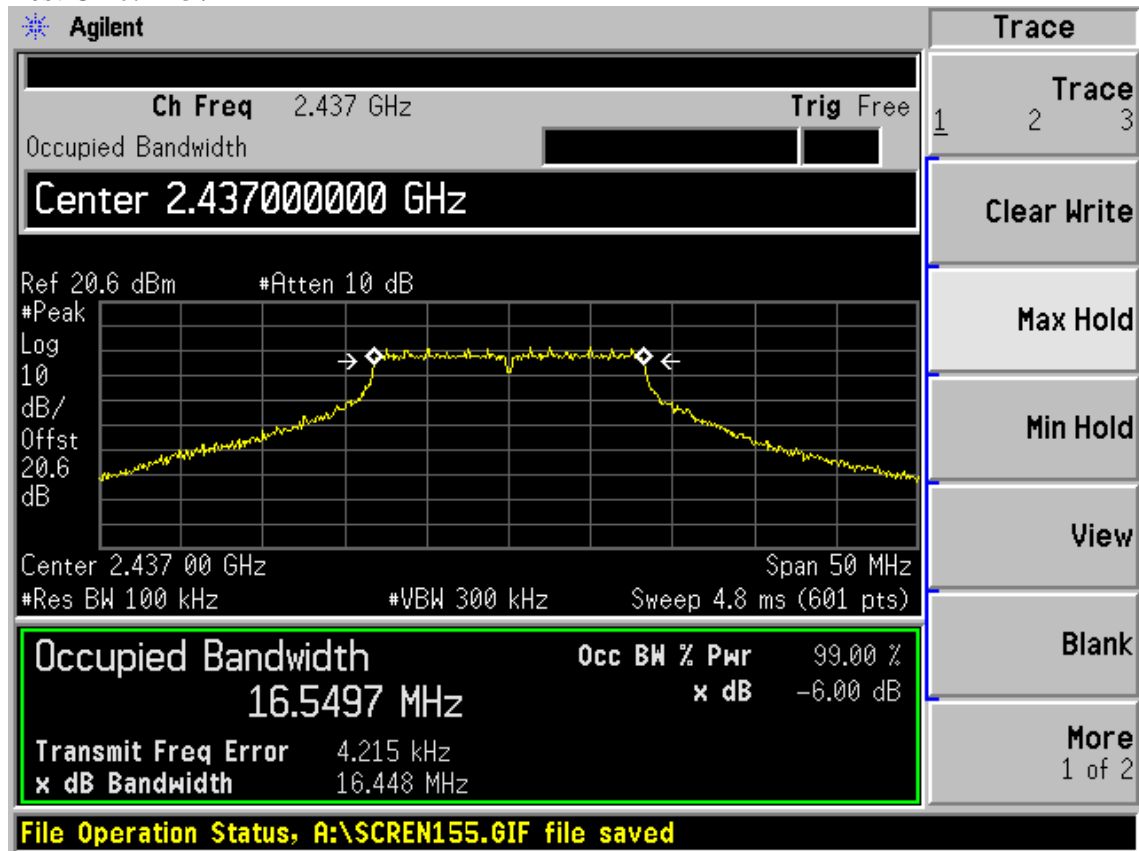 Agilent
Trace
Ch Freq 2.437 GHz Trig Free
Occupied Bandwidth
Center 2.437000000 GHz
Ref 20.6 dBm #Atten 10 dB
#Peak
Log
10
dB/
Offst
20.6
dB
Center 2.437 00 GHz Span 50 MHz
#Res BW 100 kHz #VBW 300 kHz Sweep 4.8 ms (601 pts)
Occupied Bandwidth Occ BW % Pwr 99.00 %
16.5497 MHz x dB -6.00 dB
Transmit Freq Error 4.215 kHz
x dB Bandwidth 16.448 MHz
File Operation Status, A:\SCREN155.GIF file saved
Trace
1 2 3
Clear Write
Max Hold
Min Hold
View
Blank
More
1 of 2